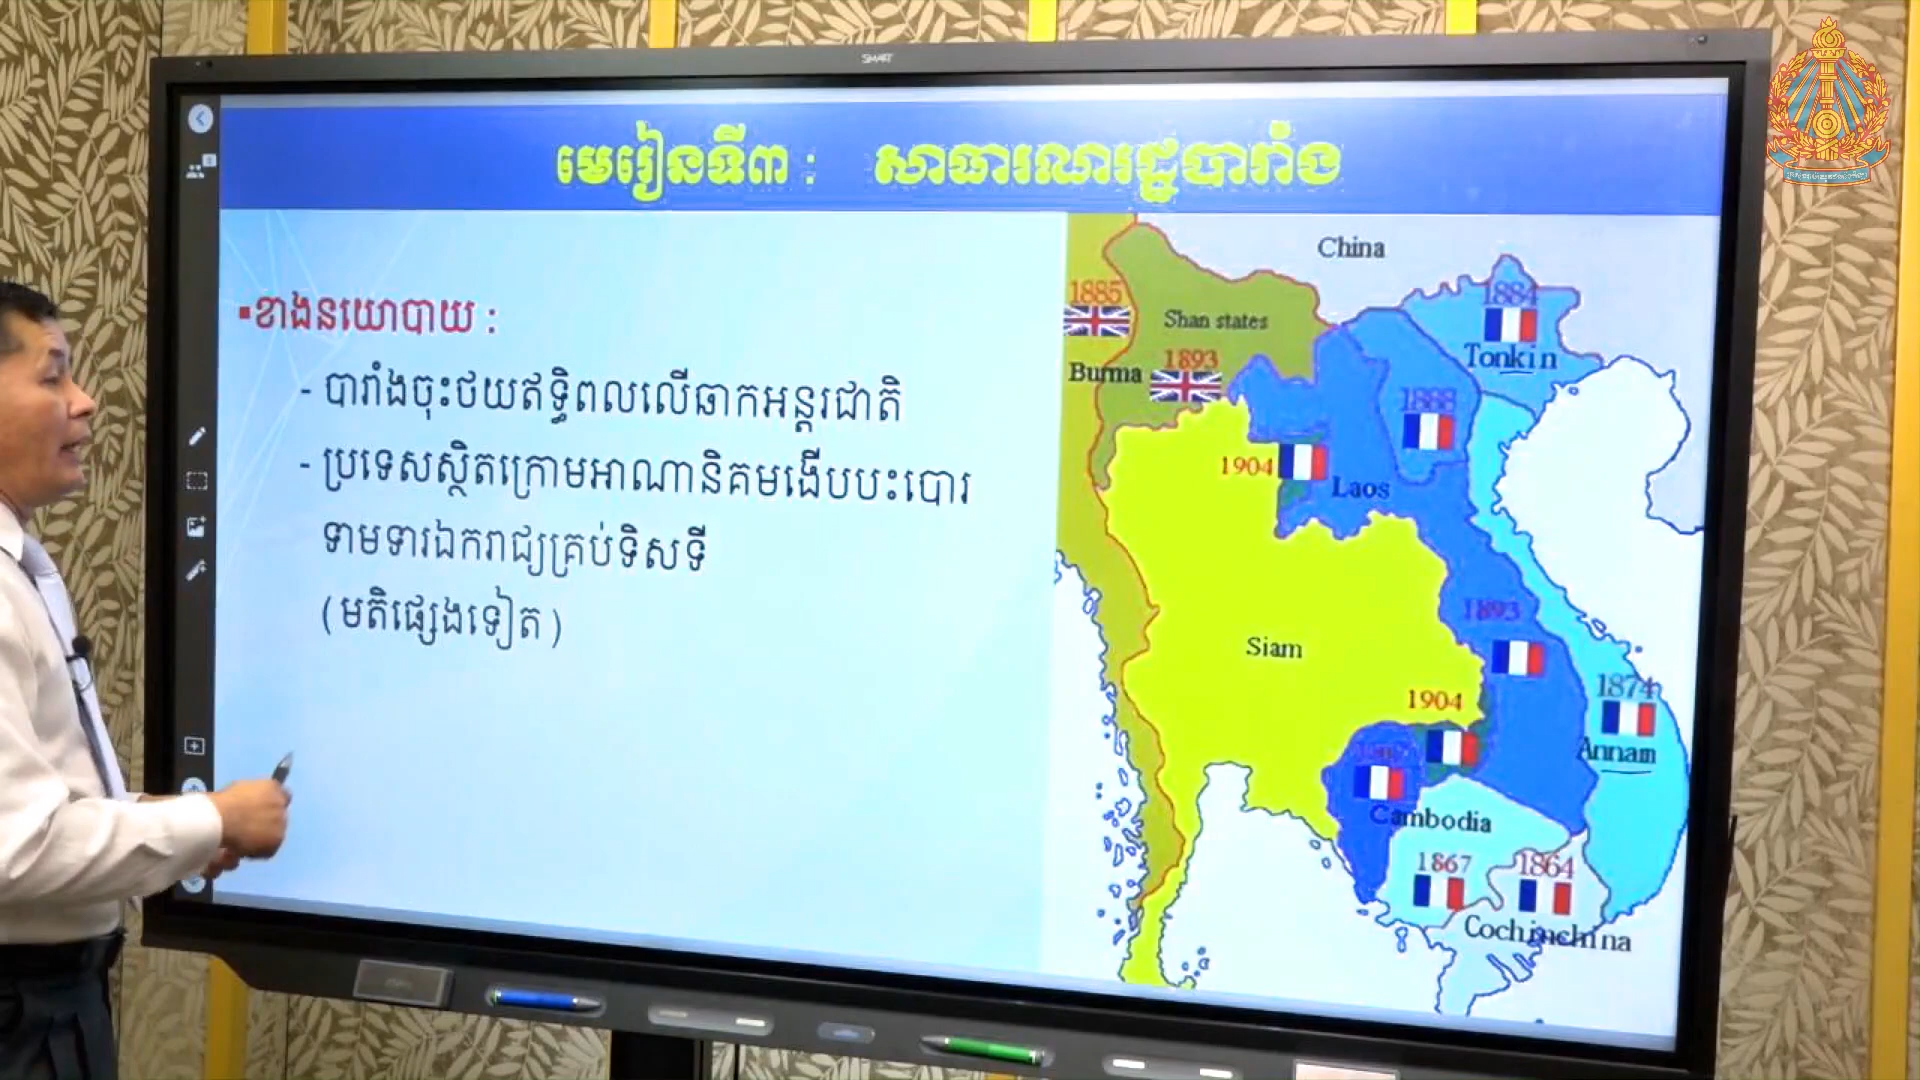 SMART
មេរៀនទី៣ : សាធារណរដ្ឋបារាំង
▪ខាងនយោបាយ :
- បារាំងចុះថយឥទ្ធិពលលើឆាកអន្តរជាតិ
- ប្រទេសស្ថិតក្រោមអាណានិគមងើបបះបោរ
ទាមទារឯករាជ្យគ្រប់ទិសទី
(មតិផ្សេងទៀត)
China
1885
1884
Shan states
Tonkin
1893
Burma
1888
1904
Laos
1893
Siam
1874
1904
Annam
Cambodia
1867
1864
Cochinchina